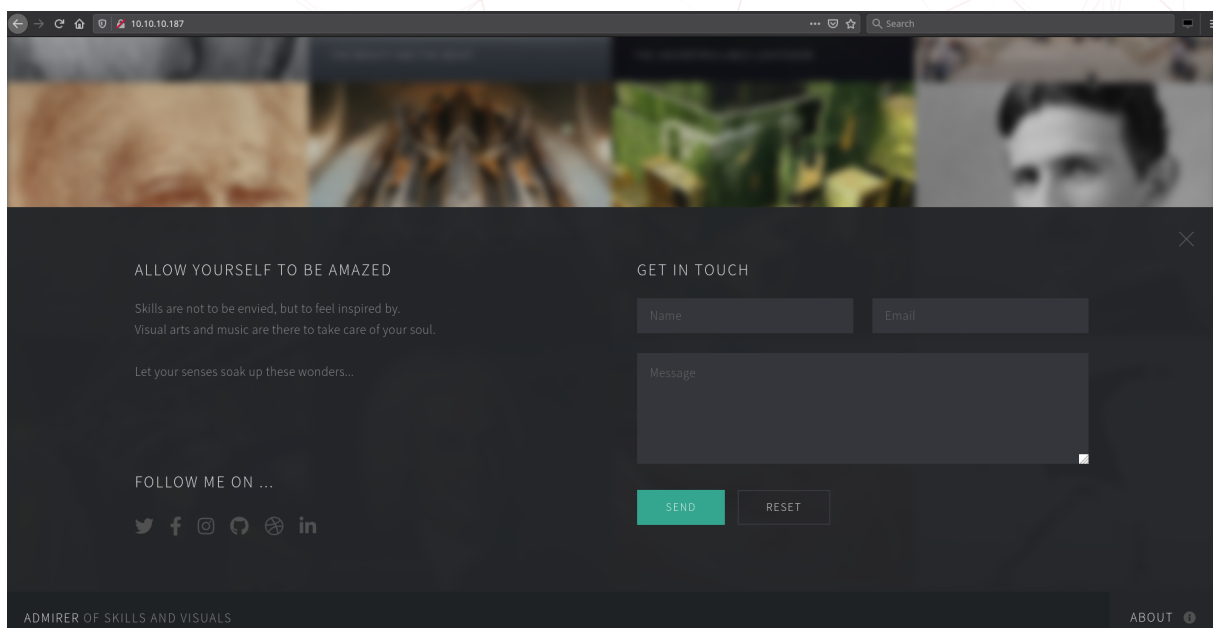 10.10.10.187
Search
ALLOW YOURSELF TO BE AMAZED
Skills are not to be envied, but to feel inspired by.
Visual arts and music are there to take care of your soul.
Let your senses soak up these wonders...
FOLLOW ME ON ...
GET IN TOUCH
Name
Email
Message
SEND
RESET
ADMIRER OF SKILLS AND VISUALS
ABOUT